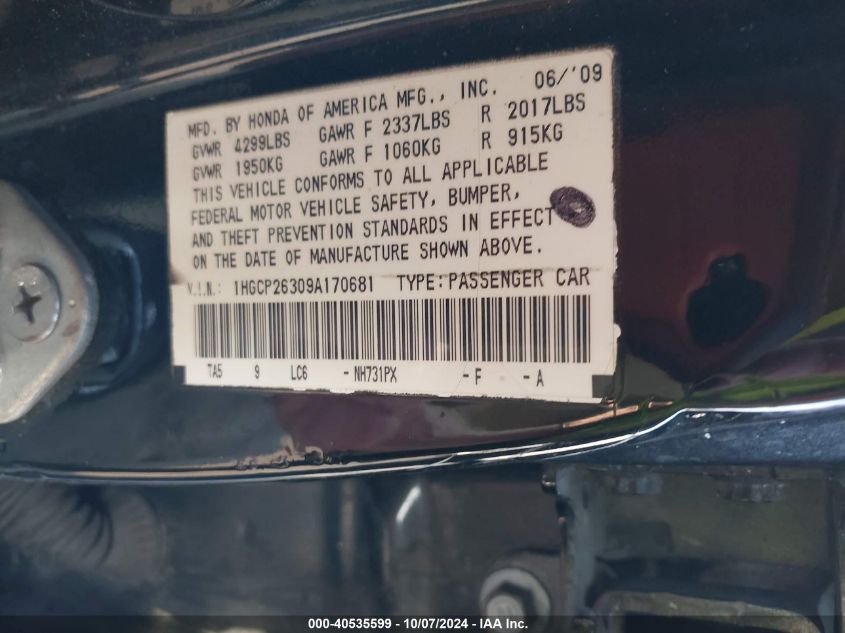 MFD. BY HONDA OF AMERICA MFG., INC. 06/'09
GVWR 4299LBS GAWR F 2337LBS R 2017LBS
GVWR 1950KG GAWR F 1060KG R 915KG
THIS VEHICLE CONFORMS TO ALL APPLICABLE
FEDERAL MOTOR VEHICLE SAFETY, BUMPER,
AND THEFT PREVENTION STANDARDS IN EFFECT
ON THE DATE OF MANUFACTURE SHOWN ABOVE.
V.I.N.: 1HGCP26309A170681 TYPE: PASSENGER CAR
TA5 9 LC6 - NH731PX - F - A
000-40535599 | 10/07/2024 - IAA Inc.